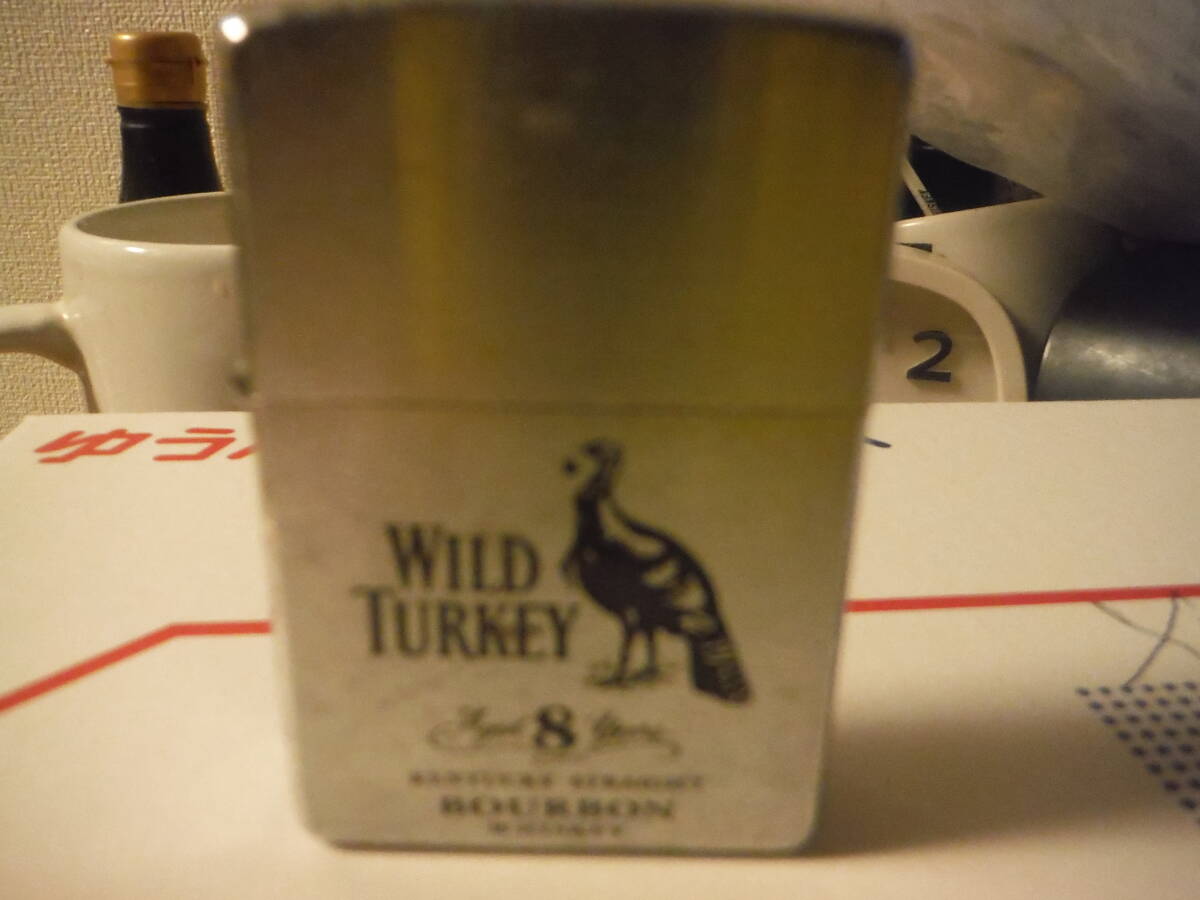 2
ゆう
WILD
TURKEY
Aged 8 Years
KENTUCKY STRAIGHT
BOURBON
WHISKEY